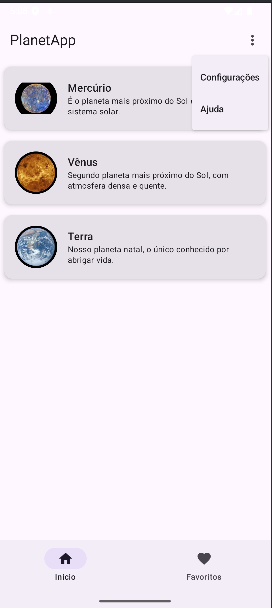 PlanetApp
Configurações
Ajuda
Mercúrio
É o planeta mais próximo do Sol
sistema solar.
Vênus
Segundo planeta mais próximo do Sol, com
atmosfera densa e quente.
Terra
Nosso planeta natal, o único conhecido por
abrigar vida.
Início
Favoritos